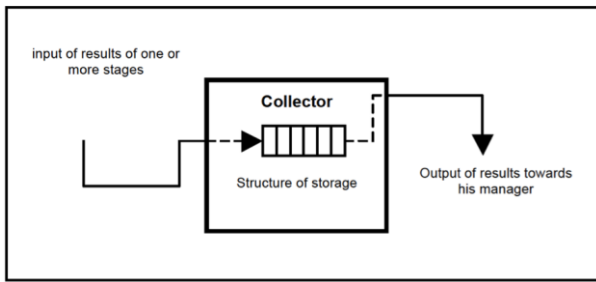 input of results of one or
more stages
Collector
Structure of storage
Output of results towards
his manager